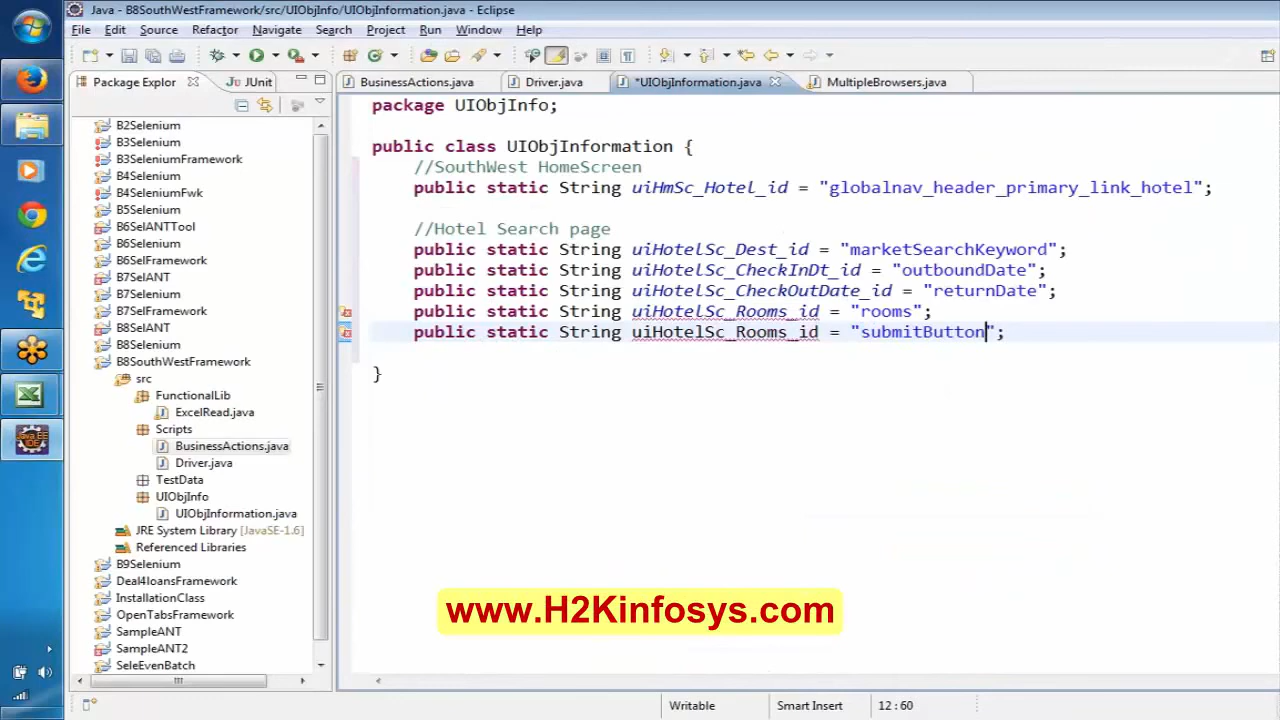 Java - B8SouthWestFramework/src/UIObjInfo/UIObjInformation.java - Eclipse
File Edit Source Refactor Navigate Search Project Run Window Help
Package Explor JUnit
BusinessActions.java Driver.java *UIObjInformation.java MultipleBrowsers.java
B2Selenium
B3Selenium
B3SeleniumFramework
B4Selenium
B4SeleniumFwk
B5Selenium
B6SelANTTool
B6Selenium
B6SelFramework
B7SelANT
B7Selenium
B7SelFramework
B8SelANT
B8Selenium
B8SouthWestFramework
src
FunctionalLib
ExcelRead.java
Scripts
BusinessActions.java
Driver.java
TestData
UIObjInfo
UIObjInformation.java
JRE System Library [JavaSE-1.6]
Referenced Libraries
B9Selenium
Deal4loansFramework
InstallationClass
OpenTabsFramework
SampleANT
SampleANT2
SeleEvenBatch
package UIObjInfo;
public class UIObjInformation {
//SouthWest HomeScreen
public static String uiHmSc_Hotel_id = "globalnav_header_primary_link_hotel";
//Hotel Search page
public static String uiHotelSc_Dest_id = "marketSearchKeyword";
public static String uiHotelSc_CheckInDt_id = "outboundDate";
public static String uiHotelSc_CheckOutDate_id = "returnDate";
public static String uiHotelSc_Rooms_id = "rooms";
public static String uiHotelSc_Rooms_id = "submitButton";
}
www.H2Kinfosys.com
Writable Smart Insert 12 : 60